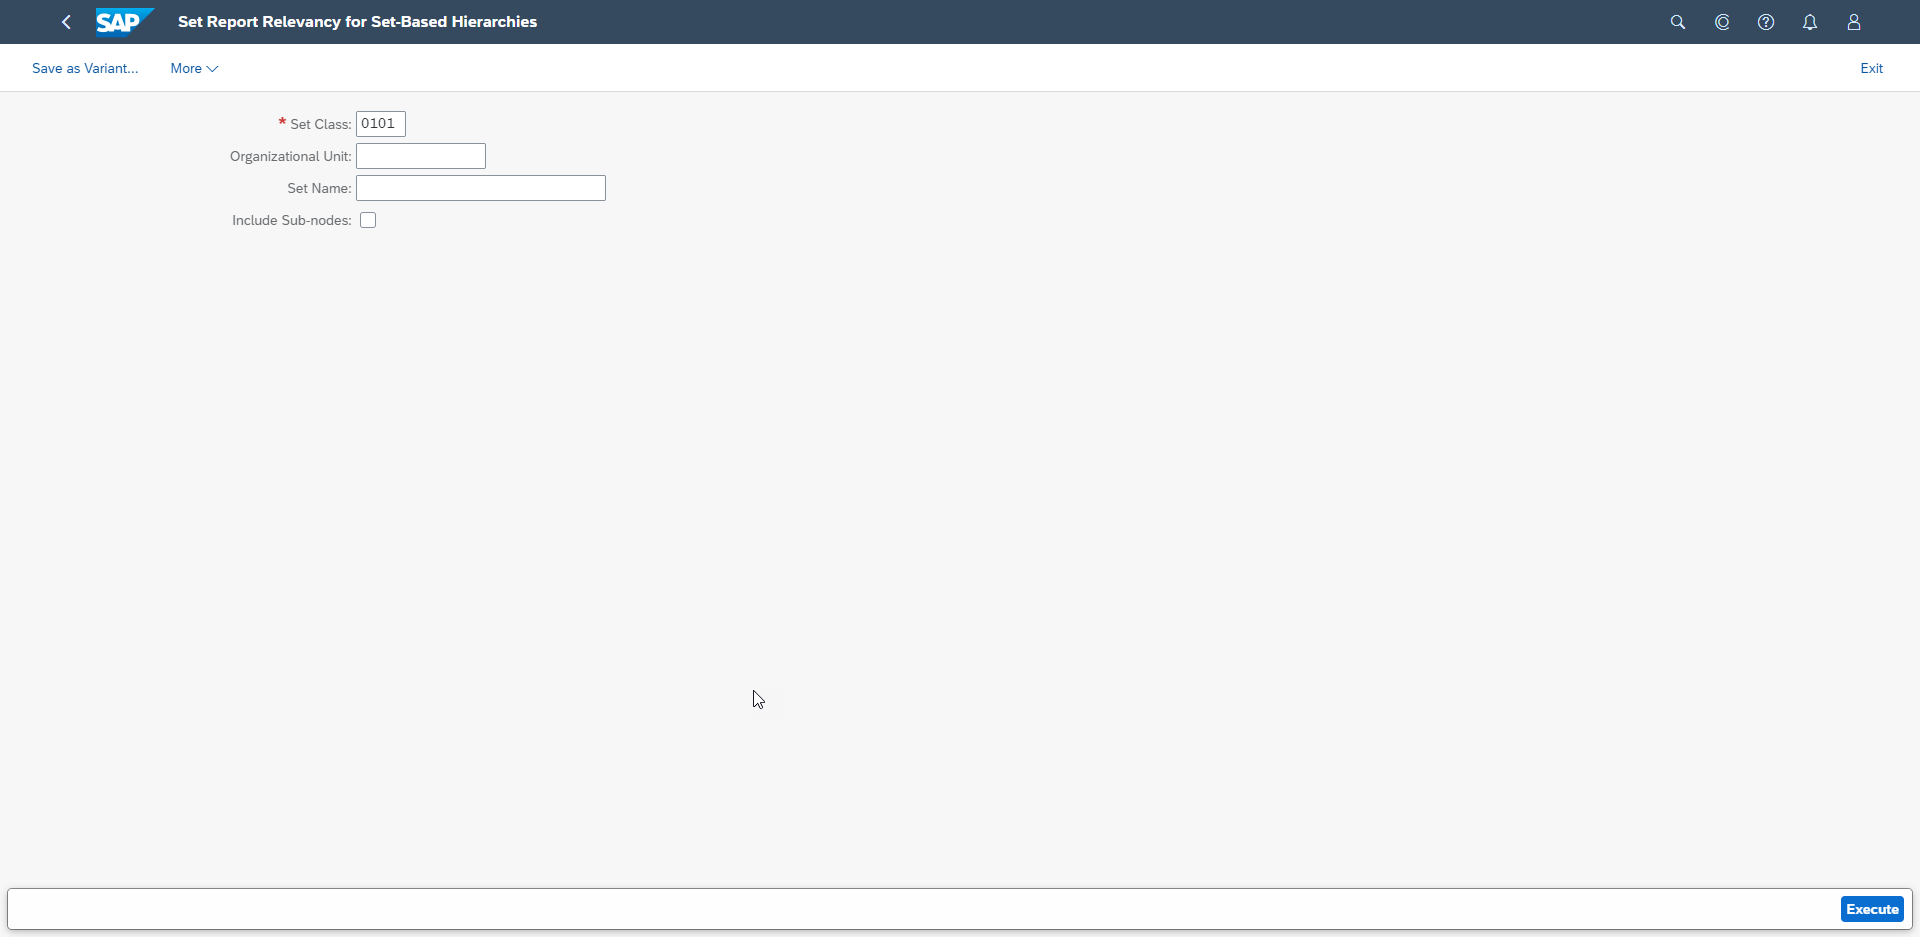 SAP Set Report Relevancy for Set-Based Hierarchies
Save as Variant... More Exit
* Set Class: 0101
Organizational Unit:
Set Name:
Include Sub-nodes:
Execute